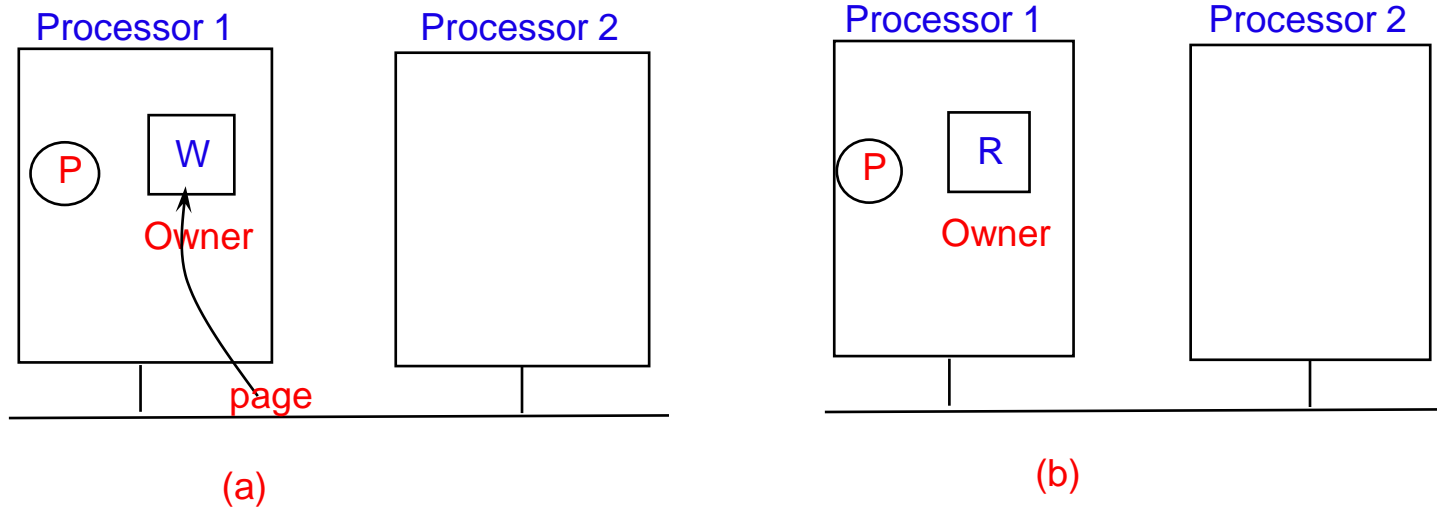 Processor 1
Processor 2
P
W
Owner
page
(a)
Processor 1
Processor 2
P
R
Owner
(b)